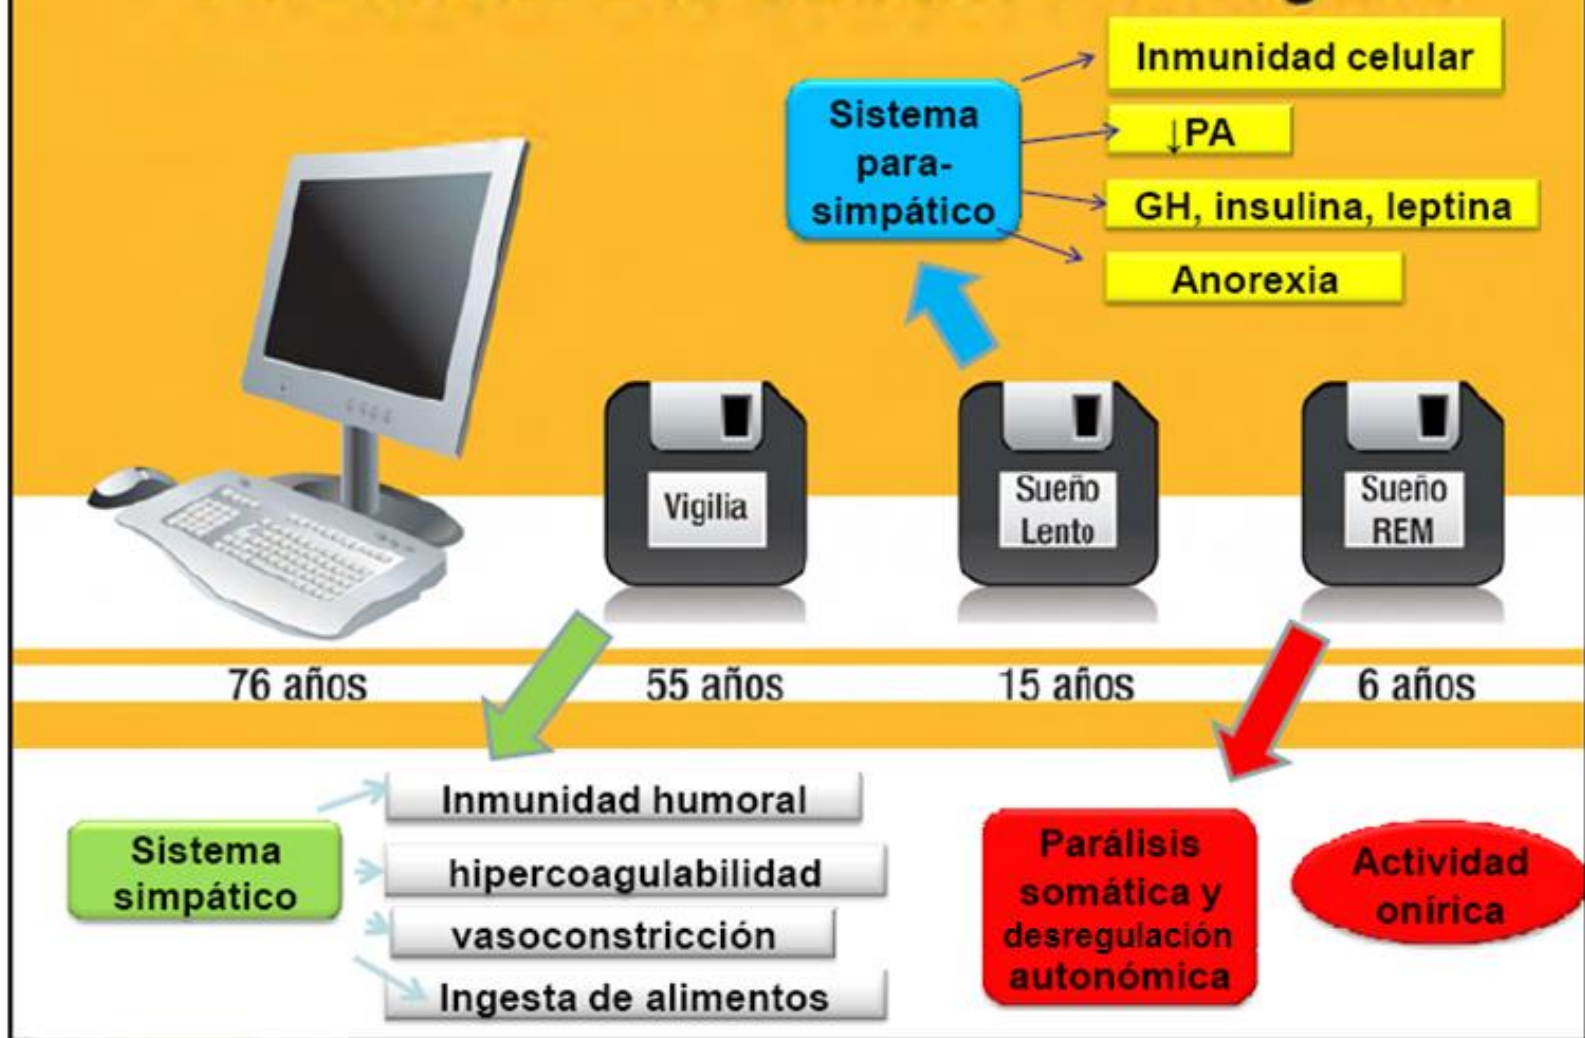 Inmunidad celular
Sistema
para-
simpático
↓PA
GH, insulina, leptina
Anorexia
Vigilia
Sueño
Lento
Sueño
REM
76 años
55 años
15 años
6 años
Sistema
simpático
Inmunidad humoral
hipercoagulabilidad
vasoconstricción
Ingesta de alimentos
Parálisis
somática y
desregulación
autonómica
Actividad
onírica